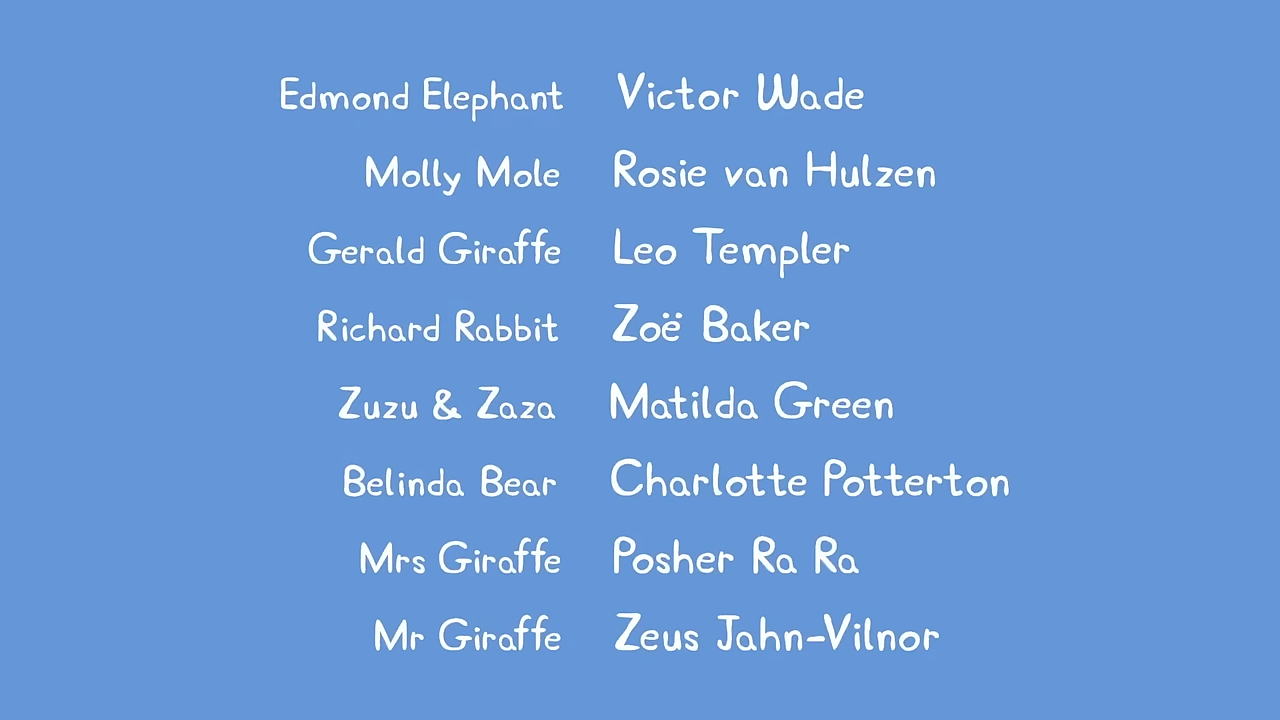 Edmond Elephant Victor Wade
Molly Mole Rosie van Hulzen
Gerald Giraffe Leo Templer
Richard Rabbit Zoë Baker
Zuzu & Zaza Matilda Green
Belinda Bear Charlotte Potterton
Mrs Giraffe Posher Ra Ra
Mr Giraffe Zeus Jahn-Vilnor